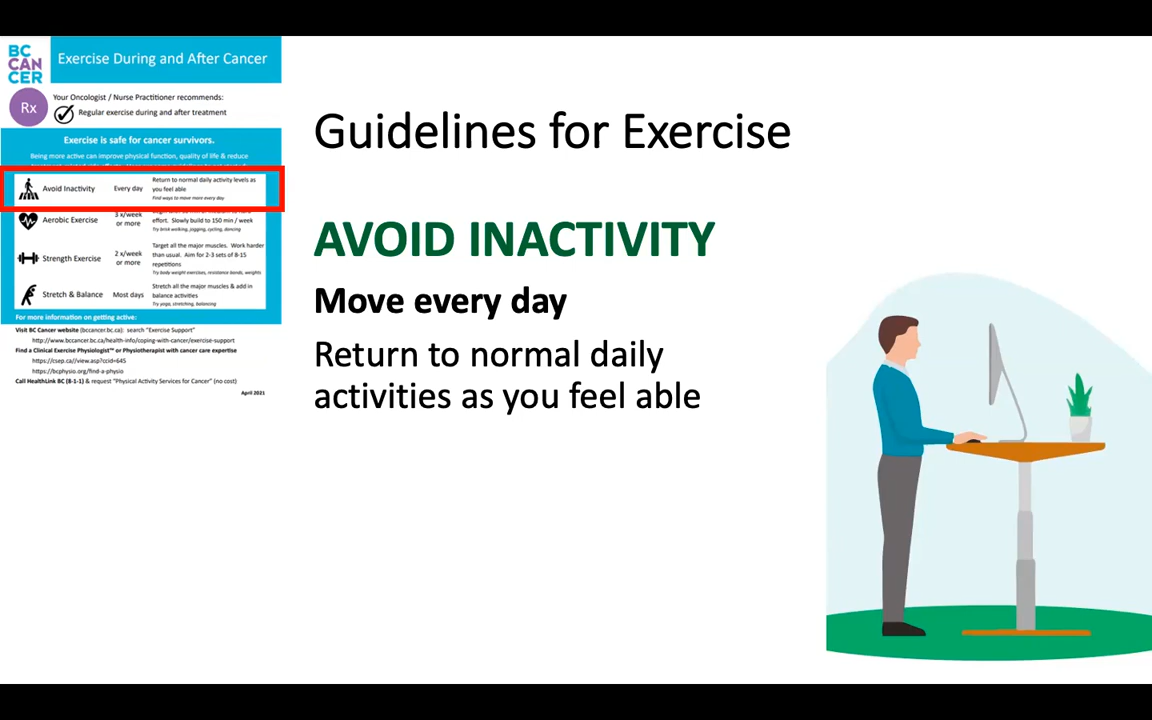 BC
CAN
CER
Exercise During and After Cancer
Rx
Your Oncologist / Nurse Practitioner recommends:
Regular exercise during and after treatment
Exercise is safe for cancer survivors.
Being more active can improve physical function, quality of life & reduce
Avoid Inactivity
Every day
Return to normal daily activity levels as
you feel able
Find ways to move more every day
Aerobic Exercise
3 x/week
or more
effort. Slowly build to 150 min / week
Try brisk walking, jogging, cycling, dancing
Strength Exercise
2 x/week
or more
Target all the major muscles. Work harder
than usual. Aim for 2-3 sets of 8-15
repetitions
Try body weight exercises, resistance bands, weights
Stretch & Balance
Most days
Stretch all the major muscles & add in
balance activities
Try yoga, stretching, balancing
For more information on getting active:
Visit BC Cancer website (bccancer.bc.ca): search "Exercise Support"
http://www.bccancer.bc.ca/health-info/coping-with-cancer/exercise-support
Find a Clinical Exercise Physiologist™ or Physiotherapist with cancer care expertise
https://csep.ca//view.asp?ccid=645
https://bcphysio.org/find-a-physio
Call HealthLink BC (8-1-1) & request "Physical Activity Services for Cancer" (no cost)
April 2021
Guidelines for Exercise
AVOID INACTIVITY
Move every day
Return to normal daily
activities as you feel able